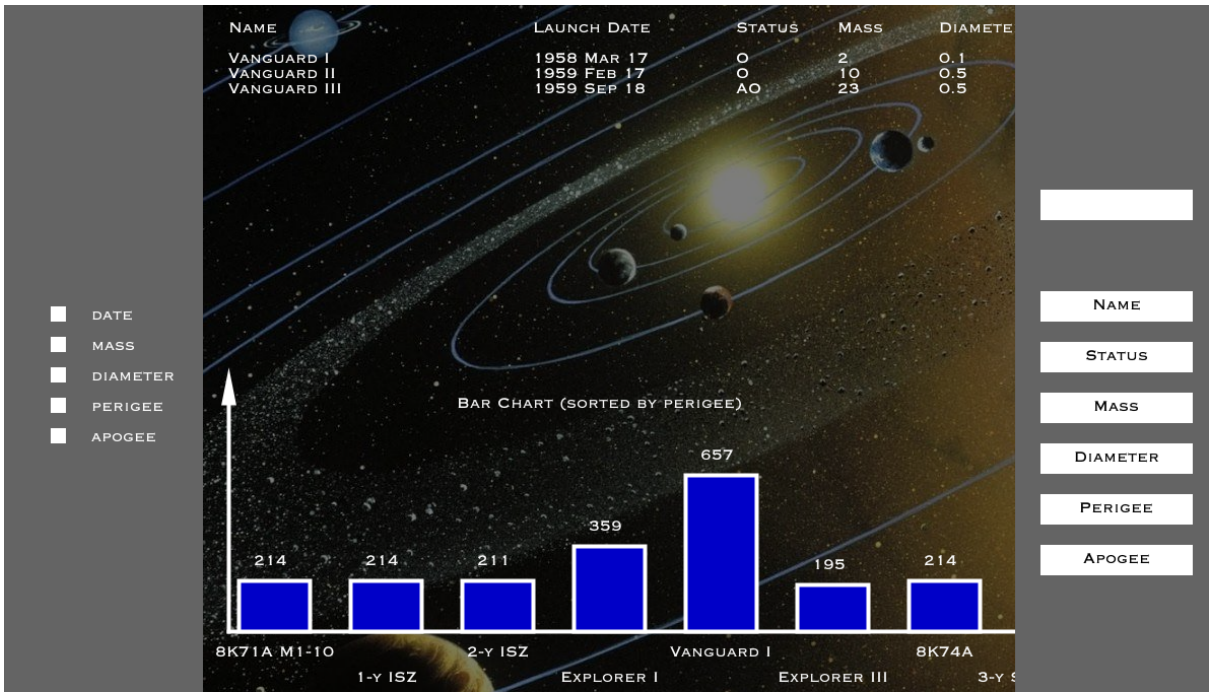 Name Launch Date Status Mass Diamete
Vanguard I 1958 Mar 17 O 2 0.1
Vanguard II 1959 Feb 17 O 10 0.5
Vanguard III 1959 Sep 18 AO 23 0.5
Name
date
Status
mass
diameter
perigee
Mass
Bar Chart (sorted by perigee)
apogee
657
Diameter
Perigee
359
214 214 211 195 214
Apogee
8K71A M1-10 2-y ISZ Vanguard I 8K74A
1-y ISZ Explorer I Explorer III 3-y S